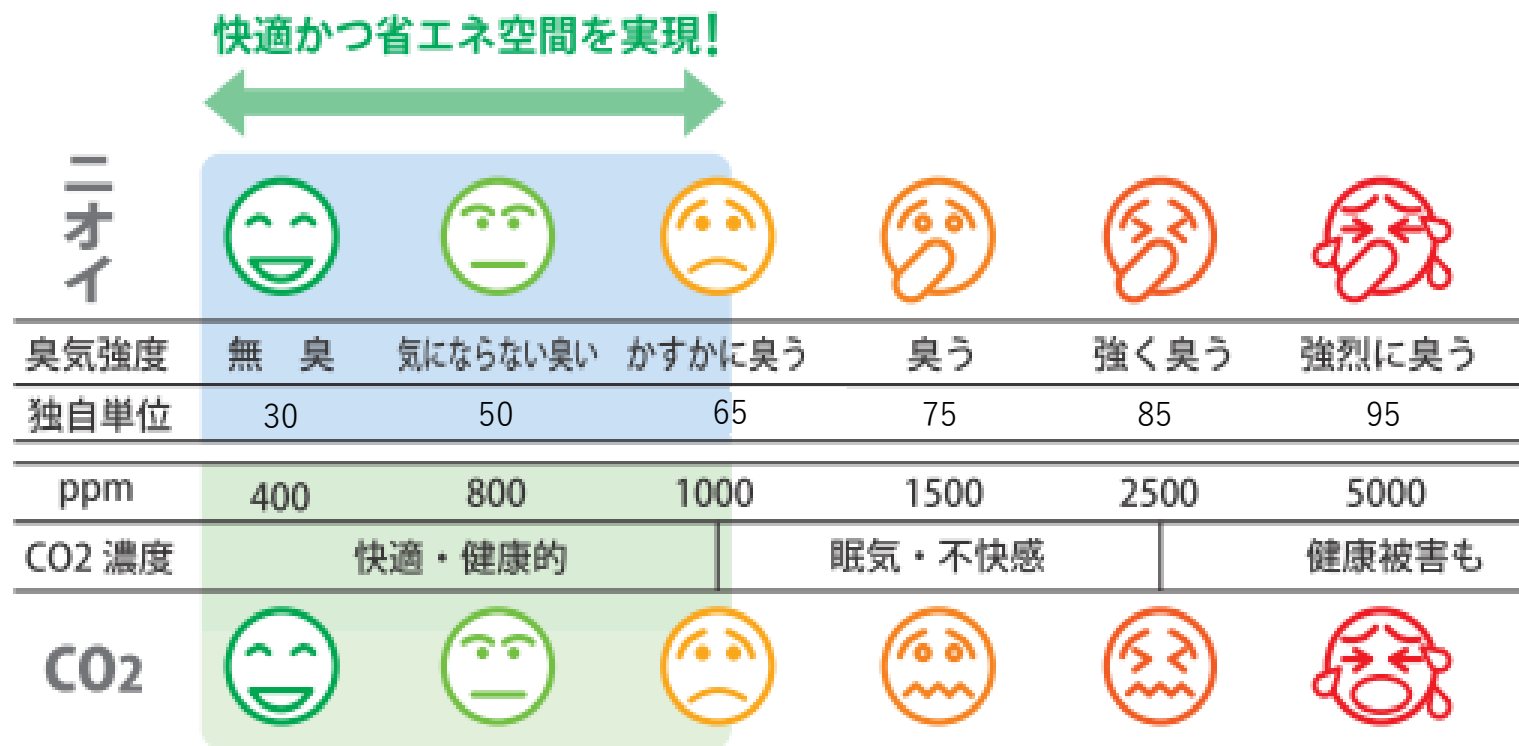 快適かつ省エネ空間を実現!
ニオイ
臭気強度 無 臭 気にならない臭い かすかに臭う 臭う 強く臭う 強烈に臭う
独自単位 30 50 65 75 85 95
ppm 400 800 1000 1500 2500 5000
CO2 濃度 快適・健康的 眠気・不快感 健康被害も
CO2